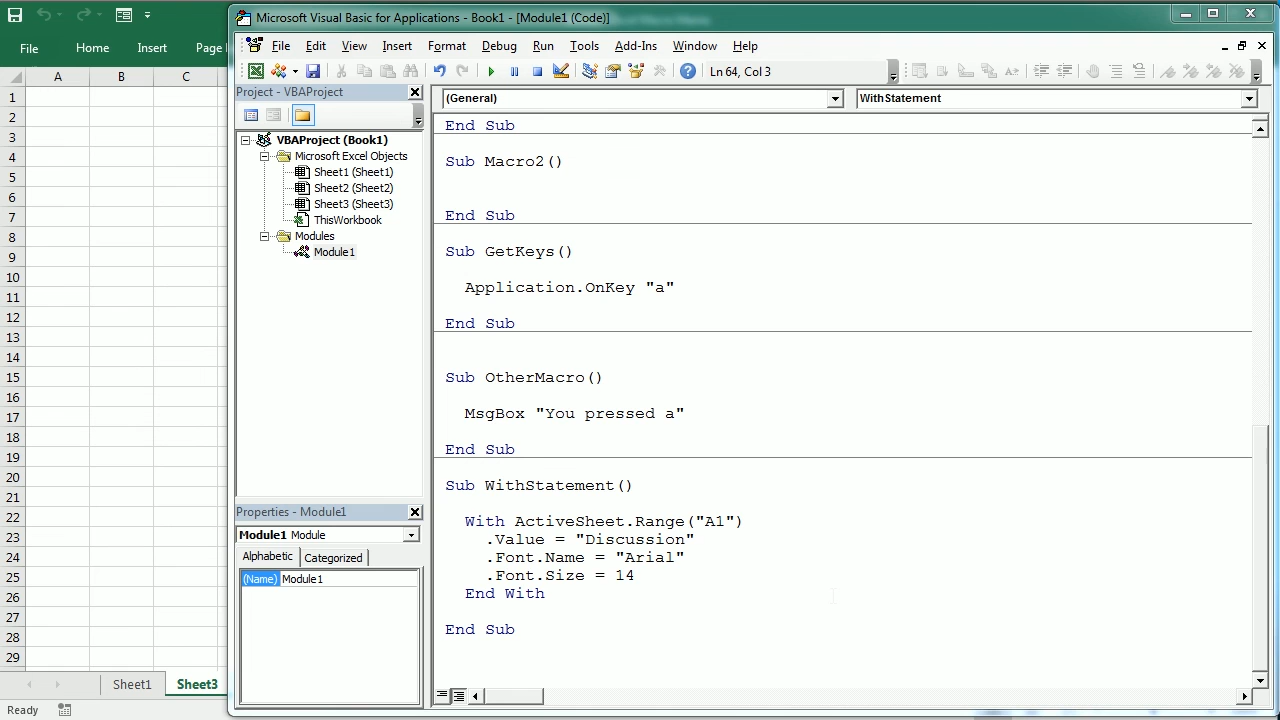 Microsoft Visual Basic for Applications - Book1 - [Module1 (Code)]
File Home Insert Page
File Edit View Insert Format Debug Run Tools Add-Ins Window Help
Ln 64, Col 3
Project - VBAProject
(General)
WithStatement
VBAProject (Book1)
Microsoft Excel Objects
Sheet1 (Sheet1)
Sheet2 (Sheet2)
Sheet3 (Sheet3)
ThisWorkbook
Modules
Module1
Properties - Module1
Module1 Module
Alphabetic Categorized
(Name) Module1
End Sub
Sub Macro2()
End Sub
Sub GetKeys()
Application.OnKey "a"
End Sub
Sub OtherMacro()
MsgBox "You pressed a"
End Sub
Sub WithStatement()
With ActiveSheet.Range("A1")
.Value = "Discussion"
.Font.Name = "Arial"
.Font.Size = 14
End With
End Sub
A B C
1
2
3
4
5
6
7
8
9
10
11
12
13
14
15
16
17
18
19
20
21
22
23
24
25
26
27
28
29
Sheet1 Sheet3
Ready